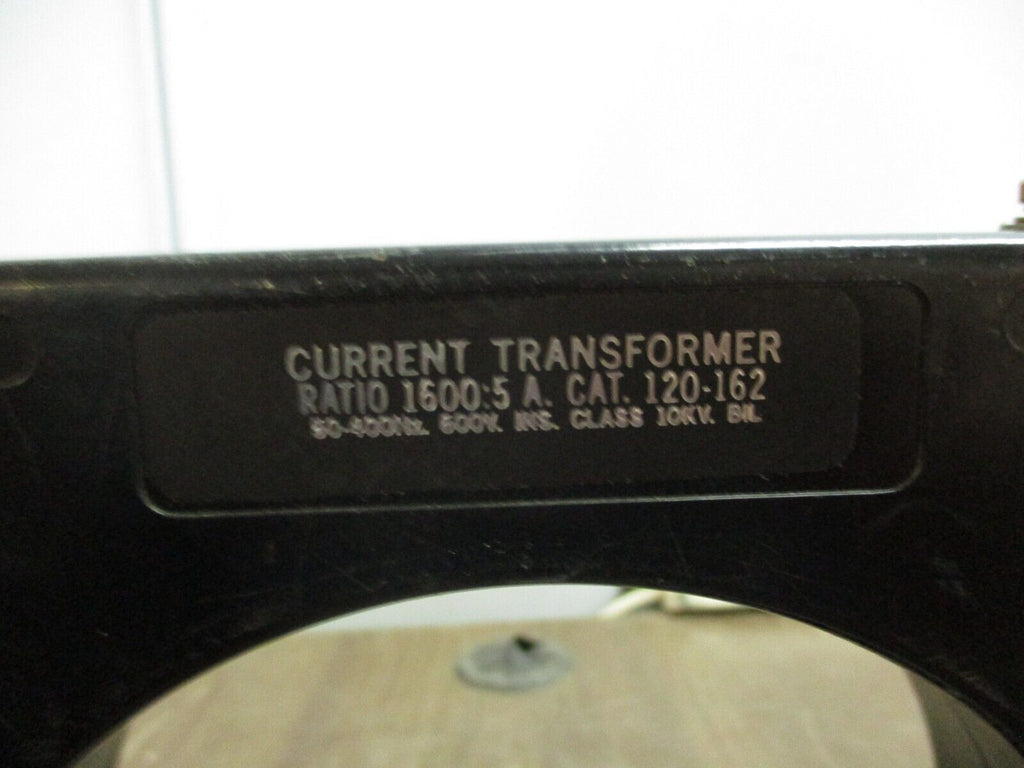 CURRENT TRANSFORMER
RATIO 1600:5 A. CAT. 120-162
50-400Hz. 600V. INS. CLASS 10KV. BIL